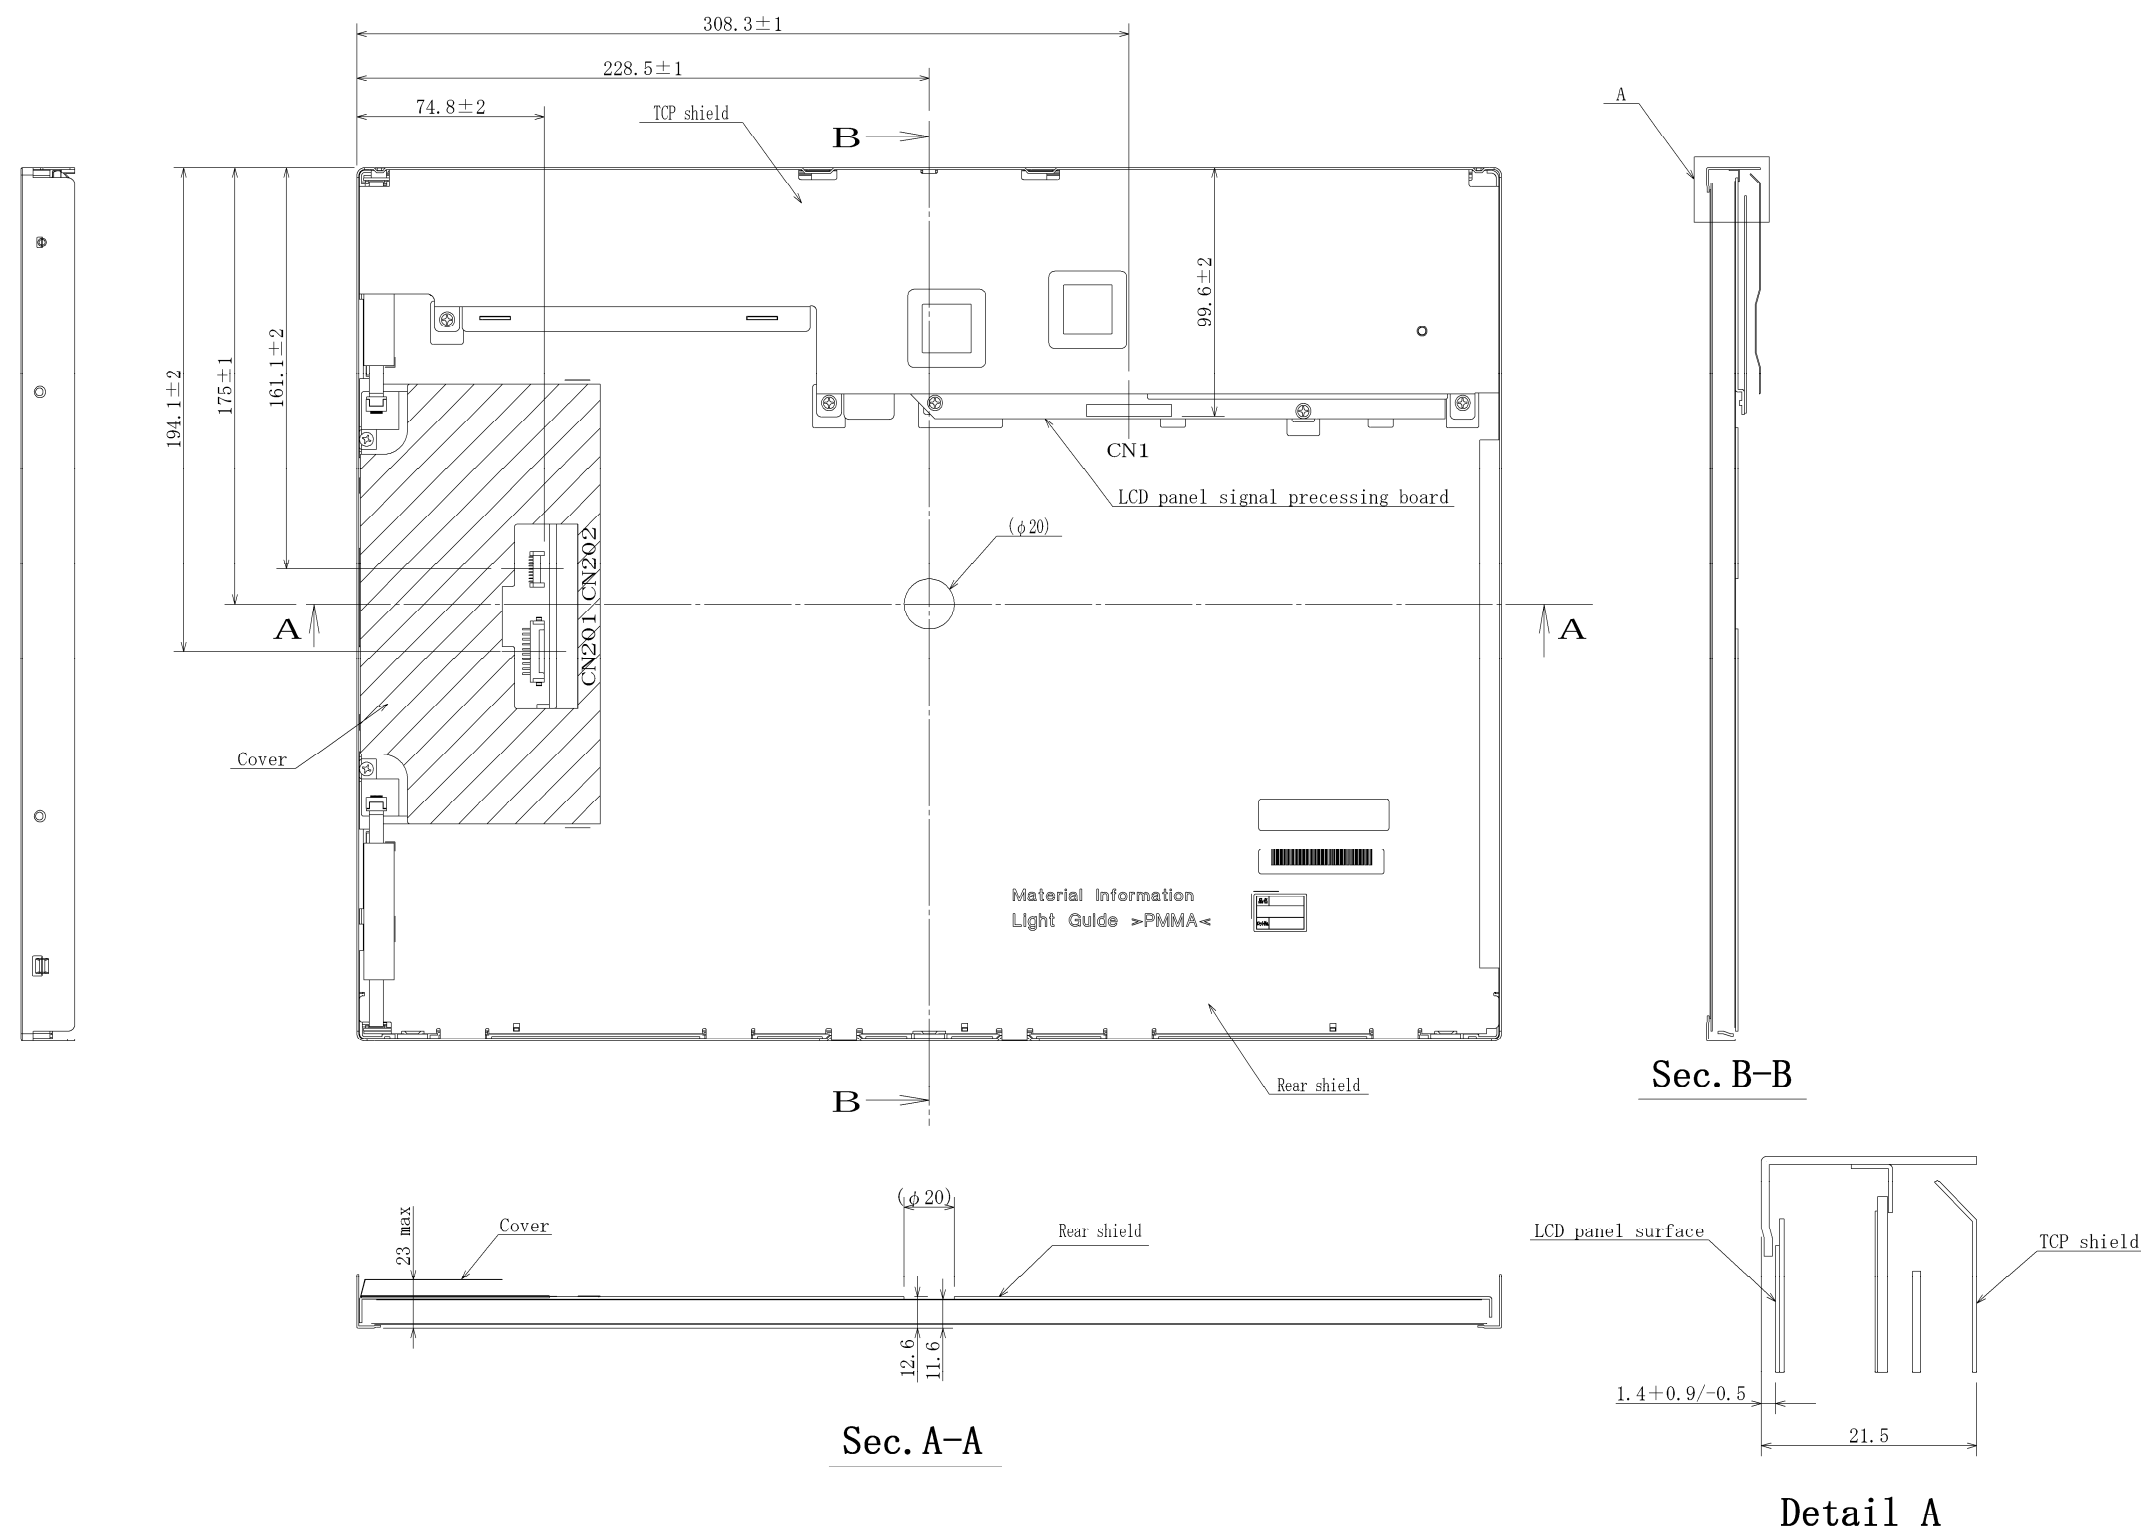 308.3±1
228.5±1
74.8±2
TCP shield
B
A
99.6±2
161.1±2
175±1
194.1±2
CN1
LCD panel signal precessing board
(φ20)
CN202
CN201
A
A
Cover
Material Information
Light Guide >PMMA<
Rear shield
B
Sec.B-B
(φ20)
23 max
Cover
Rear shield
LCD panel surface
TCP shield
12.6
11.6
1.4+0.9/-0.5
21.5
Sec.A-A
Detail A